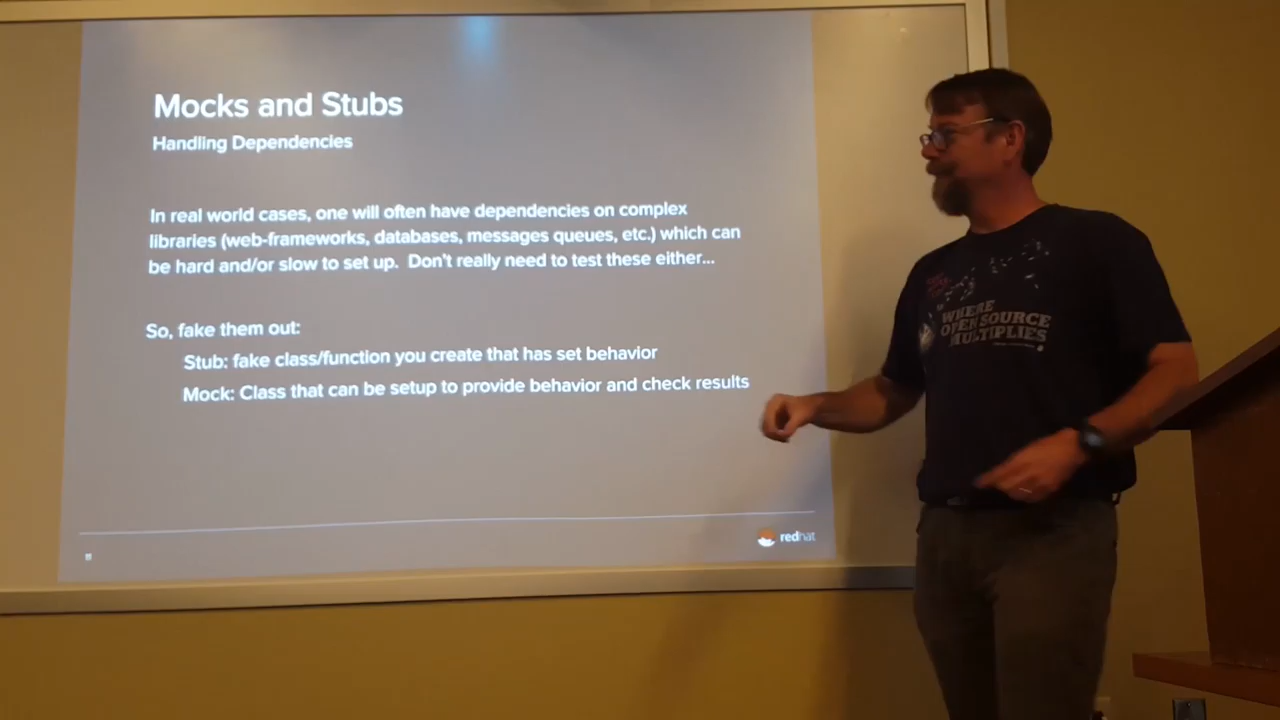 Mocks and Stubs
Handling Dependencies
In real world cases, one will often have dependencies on complex
libraries (web-frameworks, databases, messages queues, etc.) which can
be hard and/or slow to set up. Don't really need to test these either...
So, fake them out:
Stub: fake class/function you create that has set behavior
Mock: Class that can be setup to provide behavior and check results
redhat
WHERE
OPEN SOURCE
MULTIPLIES